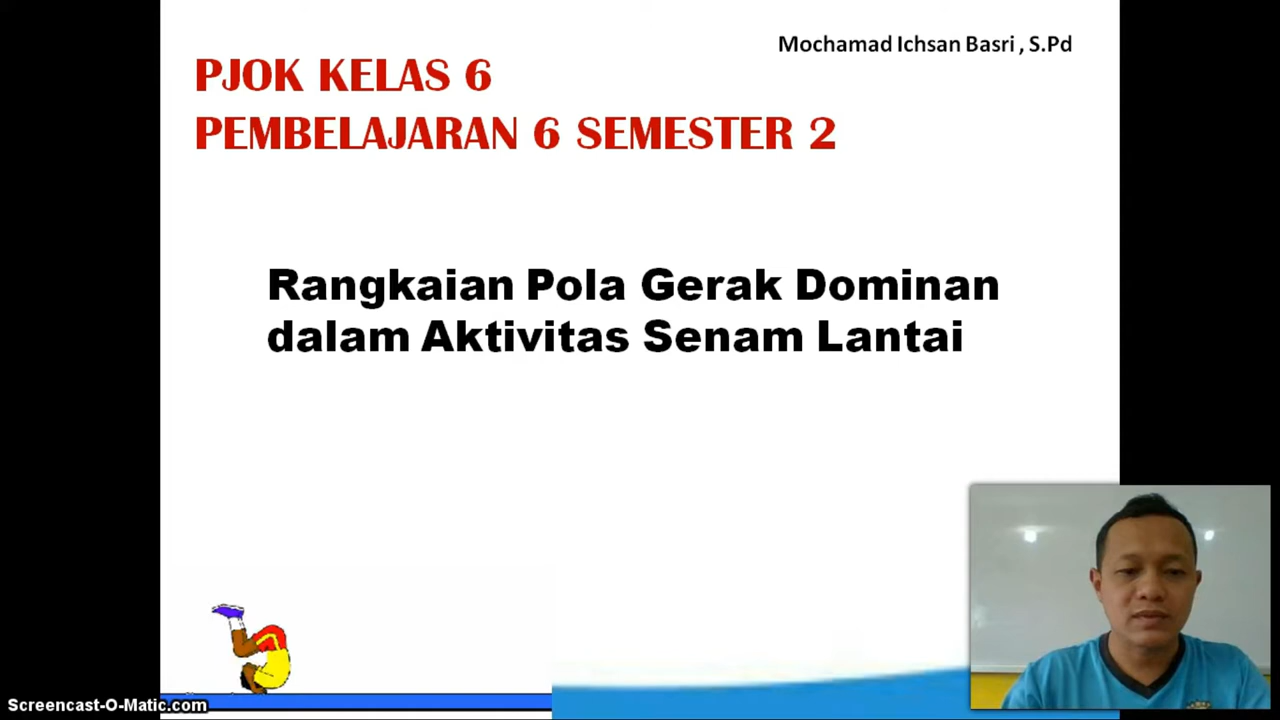 Mochamad Ichsan Basri , S.Pd
PJOK KELAS 6
PEMBELAJARAN 6 SEMESTER 2
Rangkaian Pola Gerak Dominan
dalam Aktivitas Senam Lantai
Screencast-O-Matic.com